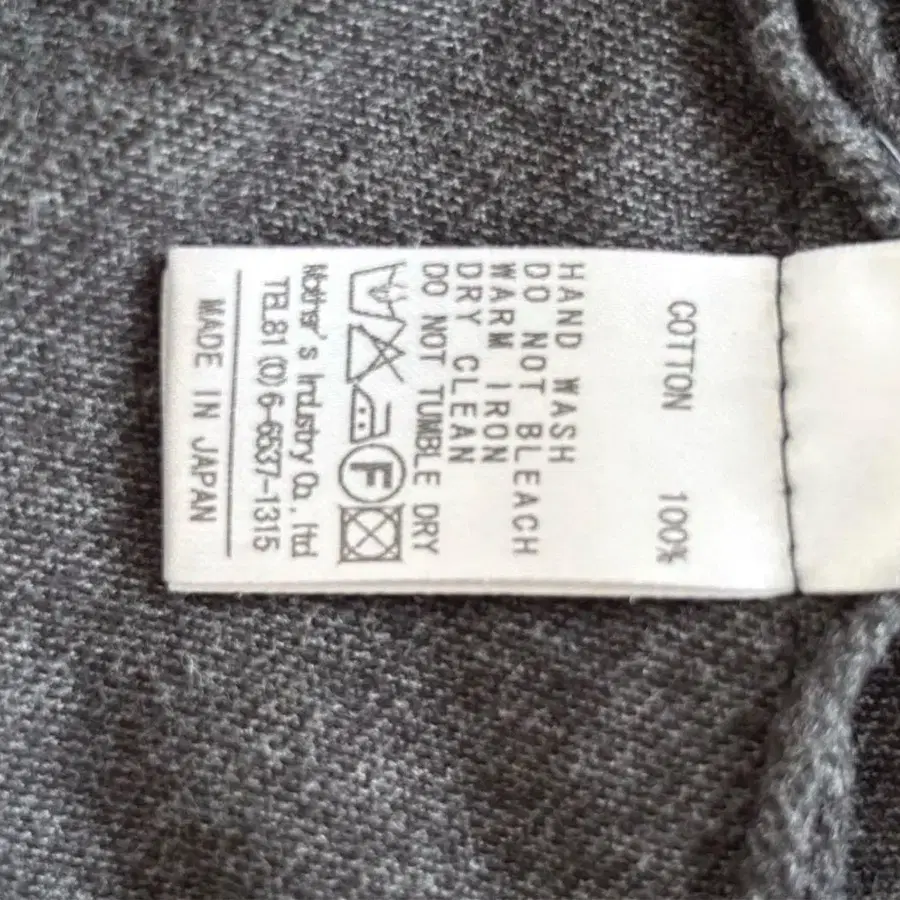 COTTON 100%
HAND WASH
DO NOT BLEACH
WARM IRON
DRY CLEAN
DO NOT TUMBLE DRY
F
Mother's Industry Co. ltd
TEL81(0)6-6537-1315
MADE IN JAPAN